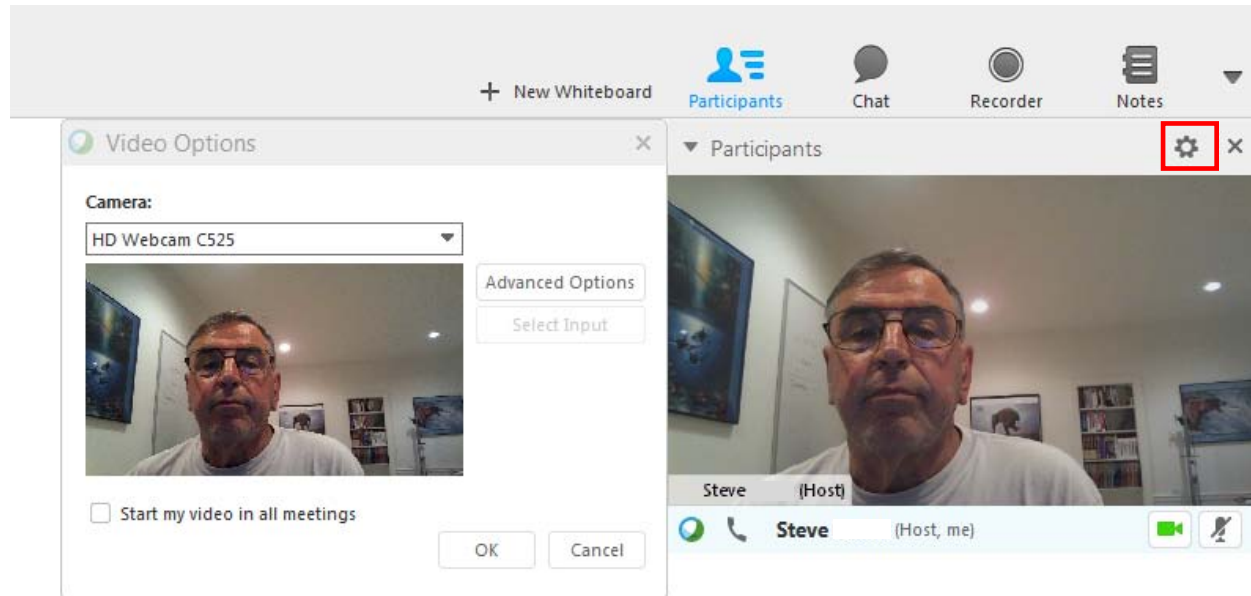 + New Whiteboard
Participants
Chat
Recorder
Notes
Video Options
Participants
Camera:
HD Webcam C525
Advanced Options
Select Input
Start my video in all meetings
OK
Cancel
Steve (Host)
Steve (Host, me)